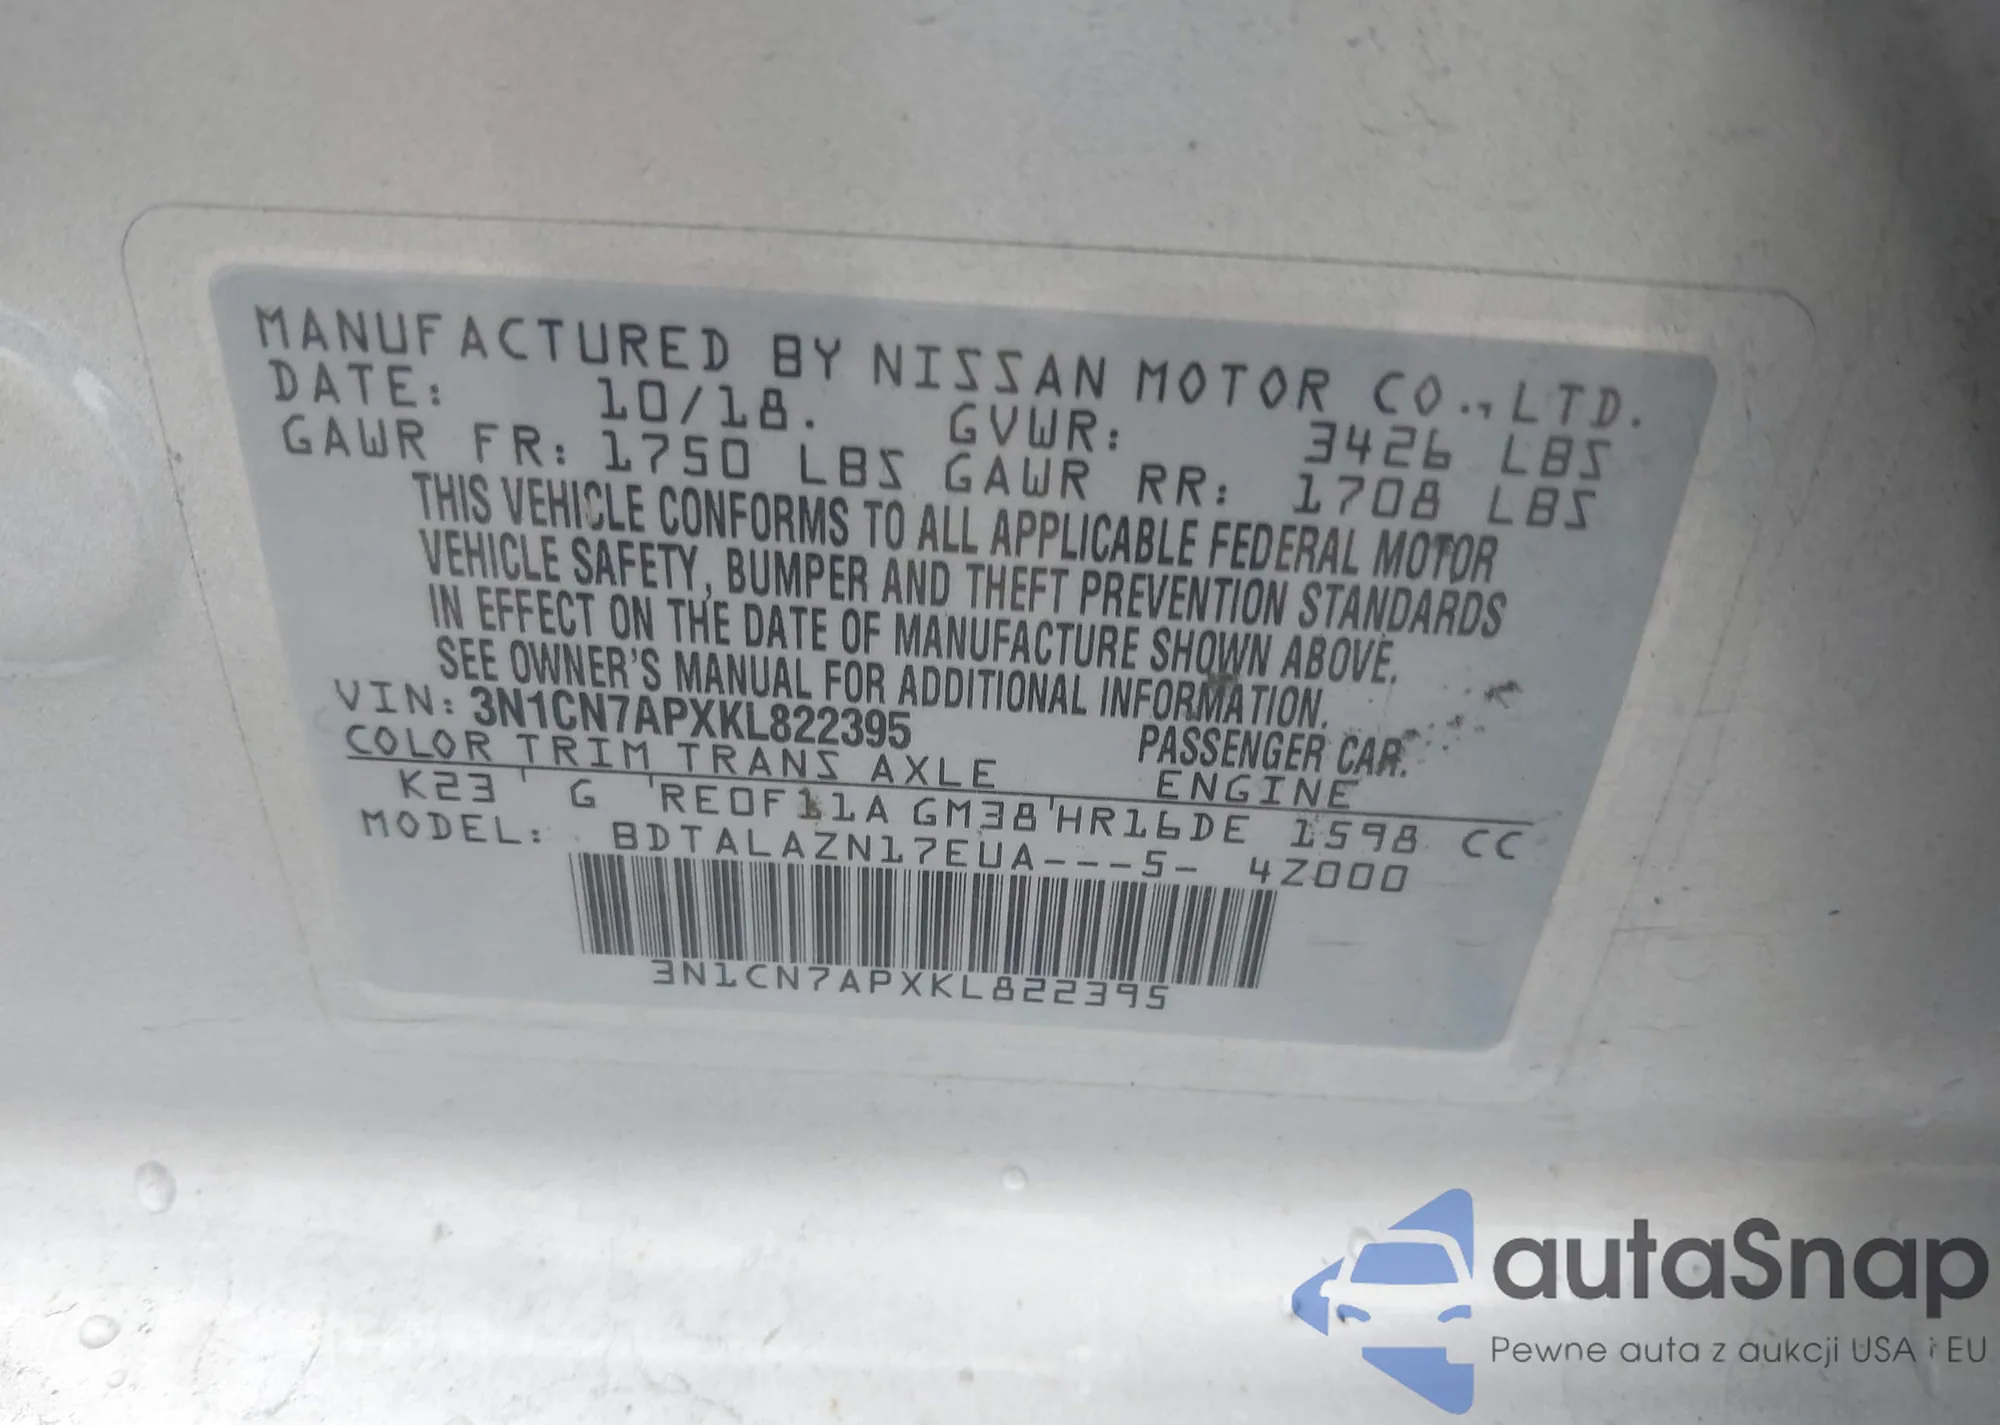 MANUFACTURED BY NISSAN MOTOR CO., LTD.
DATE: 10/18. GVWR: 3426 LBS
GAWR FR: 1750 LBS GAWR RR: 1708 LBS
THIS VEHICLE CONFORMS TO ALL APPLICABLE FEDERAL MOTOR
VEHICLE SAFETY, BUMPER AND THEFT PREVENTION STANDARDS
IN EFFECT ON THE DATE OF MANUFACTURE SHOWN ABOVE.
SEE OWNER'S MANUAL FOR ADDITIONAL INFORMATION.
VIN: 3N1CN7APXKL822395 PASSENGER CAR.
COLOR TRIM TRANS AXLE ENGINE
K23 G RE0F11A GM38 HR16DE 1598 CC
MODEL: BDTALAZN17EUA---5- 4Z000
3N1CN7APXKL822395
autaSnap
Pewne auta z aukcji USA i EU